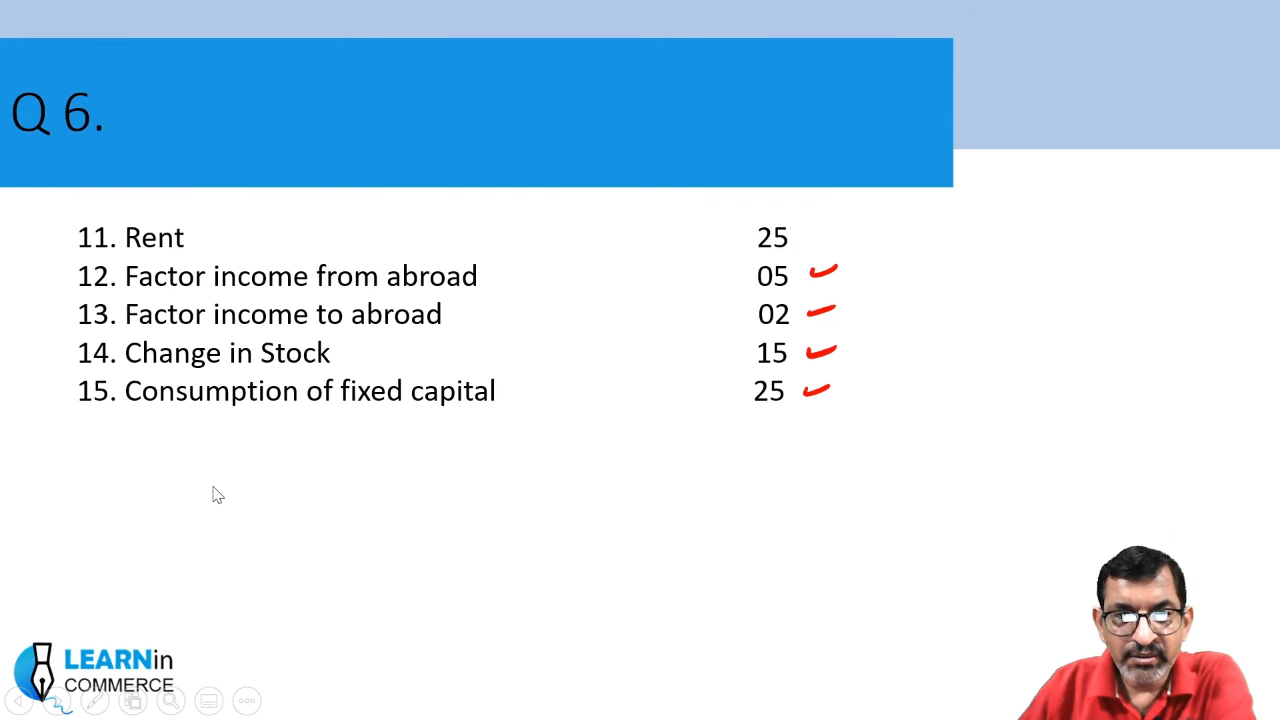 Q 6.
11. Rent 25
12. Factor income from abroad 05
13. Factor income to abroad 02
14. Change in Stock 15
15. Consumption of fixed capital 25
LEARNin
COMMERCE